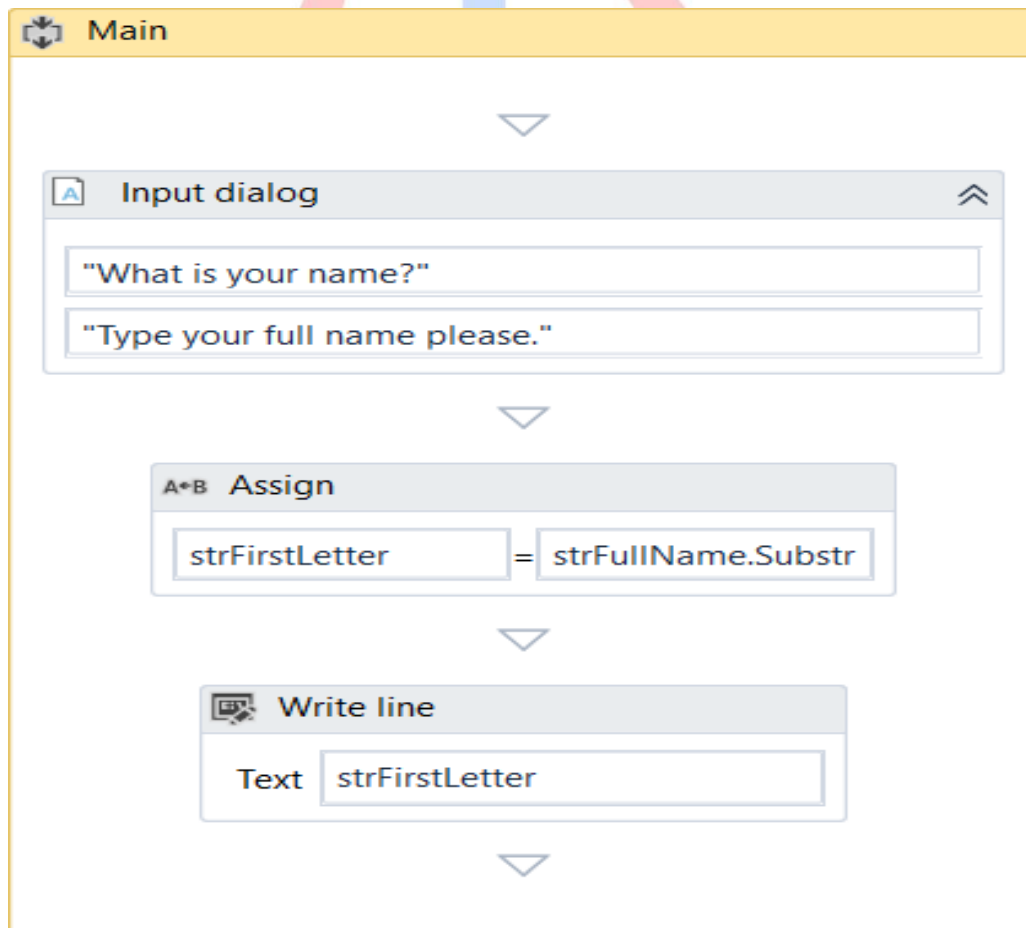 Main
Input dialog
"What is your name?"
"Type your full name please."
A←B Assign
strFirstLetter = strFullName.Substr
Write line
Text strFirstLetter